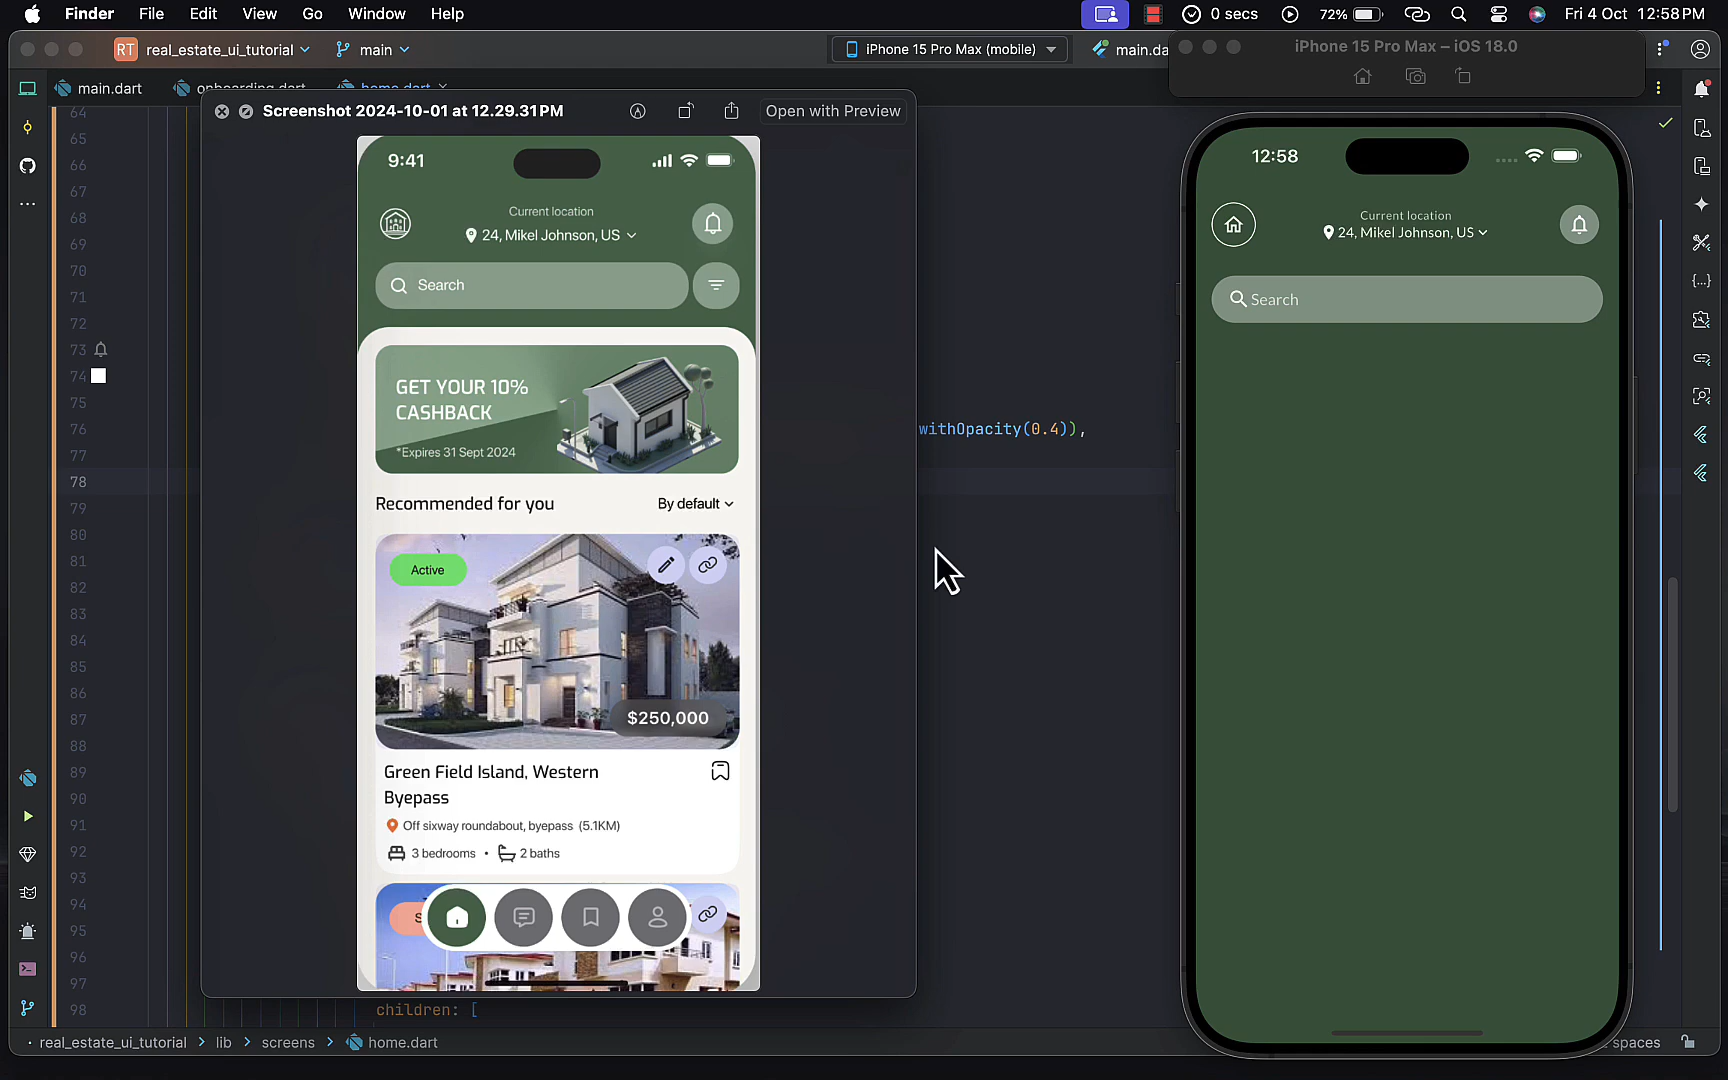 Finder File Edit View Go Window Help
0 secs 72% Fri 4 Oct 12:58 PM
RT real_estate_ui_tutorial main
iPhone 15 Pro Max (mobile) main.da
iPhone 15 Pro Max – iOS 18.0
main.dart onboarding.dart home.dart
Screenshot 2024-10-01 at 12.29.31 PM Open with Preview
64
65
66
67
68
69
70
71
72
73
74
75
76
77
78
79
80
81
82
83
84
85
86
87
88
89
90
91
92
93
94
95
96
97
98
9:41
Current location
24, Mikel Johnson, US
Search
GET YOUR 10%
CASHBACK
*Expires 31 Sept 2024
Recommended for you By default
Active
$250,000
Green Field Island, Western
Byepass
Off sixway roundabout, byepass (5.1KM)
3 bedrooms • 2 baths
S
withOpacity(0.4)),
children: [
12:58
Current location
24, Mikel Johnson, US
Search
real_estate_ui_tutorial > lib > screens > home.dart
spaces